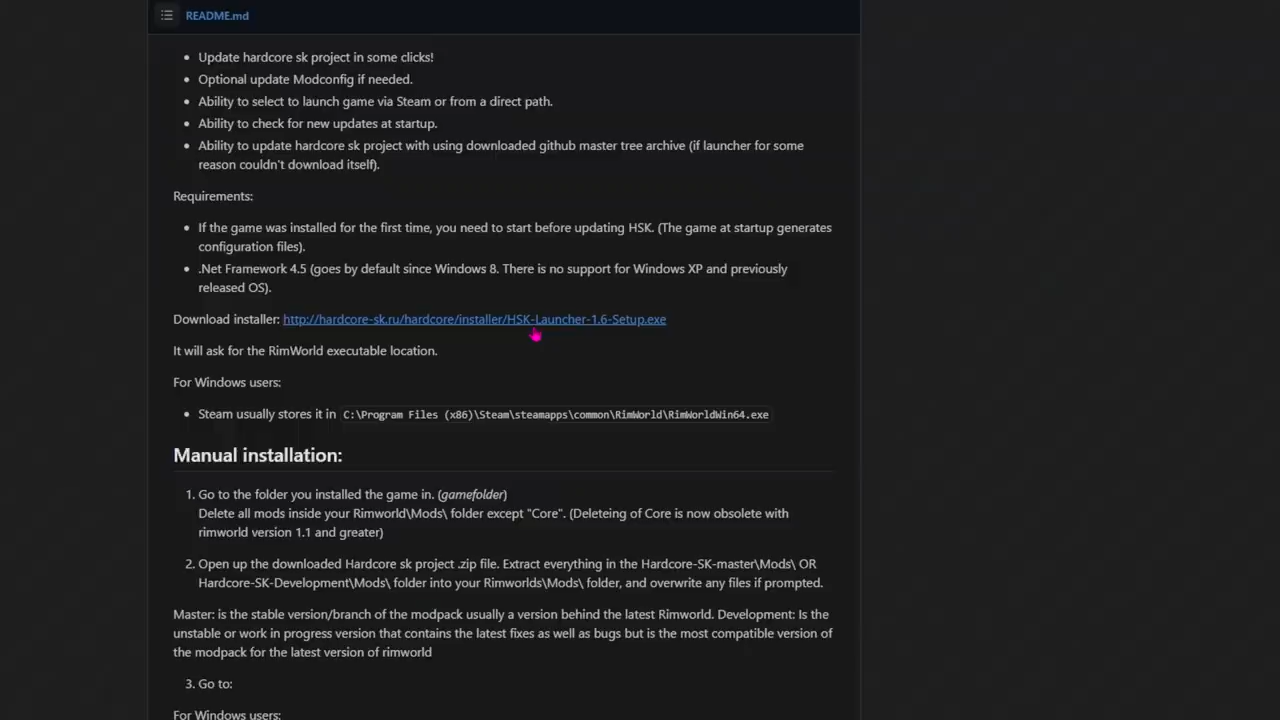 README.md
Update hardcore sk project in some clicks!
Optional update Modconfig if needed.
Ability to select to launch game via Steam or from a direct path.
Ability to check for new updates at startup.
Ability to update hardcore sk project with using downloaded github master tree archive (if launcher for some
reason couldn't download itself).
Requirements:
If the game was installed for the first time, you need to start before updating HSK. (The game at startup generates
configuration files).
.Net Framework 4.5 (goes by default since Windows 8. There is no support for Windows XP and previously
released OS).
Download installer: http://hardcore-sk.ru/hardcore/installer/HSK-Launcher-1.6-Setup.exe
It will ask for the RimWorld executable location.
For Windows users:
Steam usually stores it in C:\Program Files (x86)\Steam\steamapps\common\RimWorld\RimWorldWin64.exe
Manual installation:
1. Go to the folder you installed the game in. (gamefolder)
Delete all mods inside your Rimworld\Mods\ folder except "Core". (Deleteing of Core is now obsolete with
rimworld version 1.1 and greater)
2. Open up the downloaded Hardcore sk project .zip file. Extract everything in the Hardcore-SK-master\Mods\ OR
Hardcore-SK-Development\Mods\ folder into your Rimworlds\Mods\ folder, and overwrite any files if prompted.
Master: is the stable version/branch of the modpack usually a version behind the latest Rimworld. Development: Is the
unstable or work in progress version that contains the latest fixes as well as bugs but is the most compatible version of
the modpack for the latest version of rimworld
3. Go to:
For Windows users: